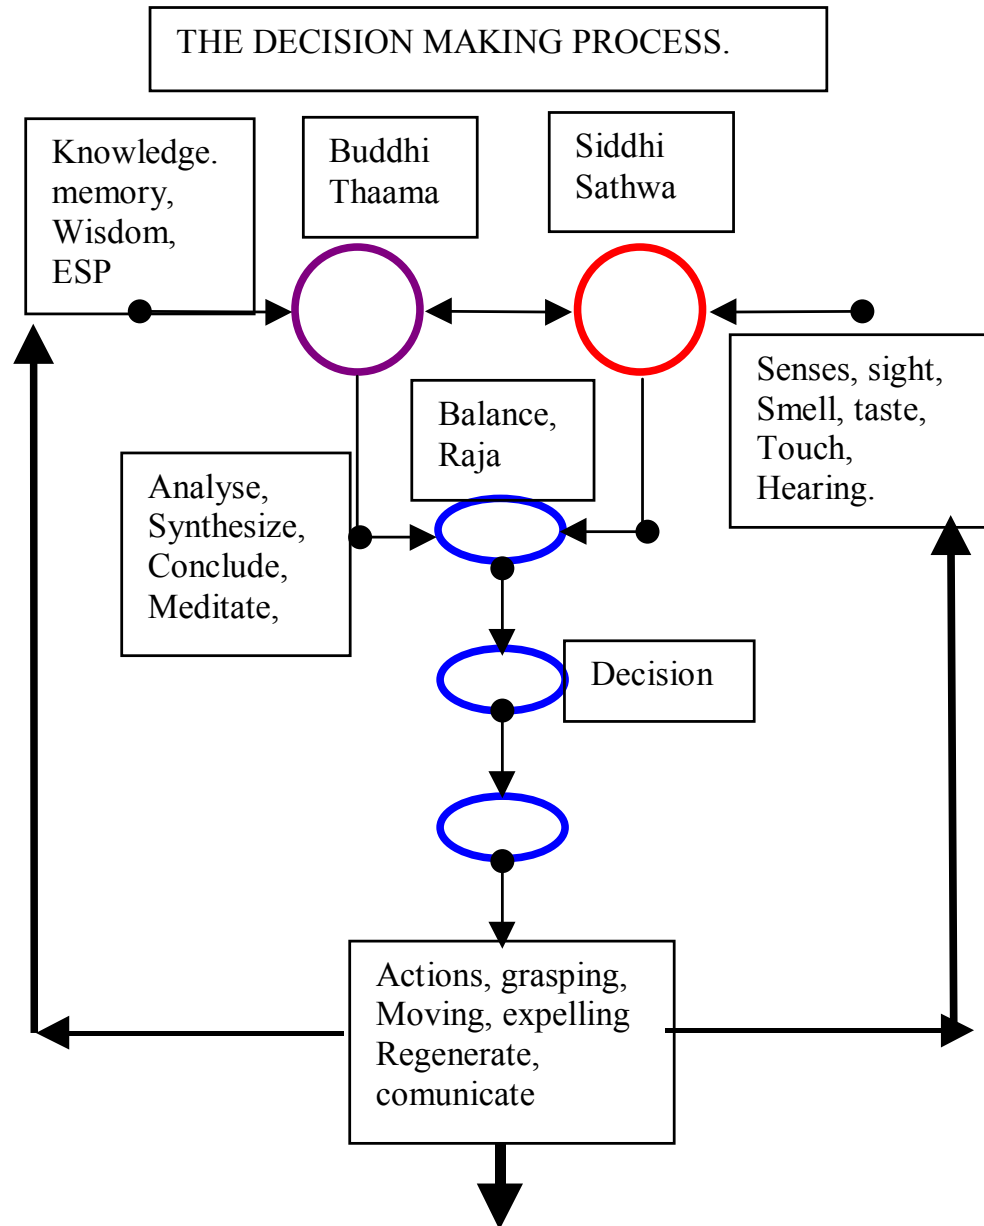 THE DECISION MAKING PROCESS.
Knowledge.
memory,
Wisdom,
ESP
Buddhi
Thaama
Siddhi
Sathwa
Senses, sight,
Smell, taste,
Touch,
Hearing.
Balance,
Raja
Analyse,
Synthesize,
Conclude,
Meditate,
Decision
Actions, grasping,
Moving, expelling
Regenerate,
comunicate